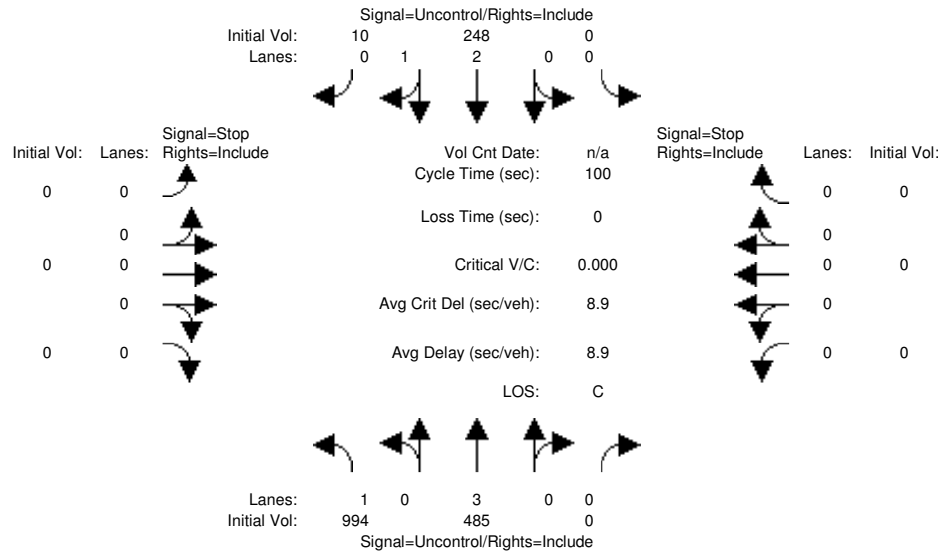 Signal=Uncontrol/Rights=Include
Initial Vol: 10 248 0
Lanes: 0 1 2 0 0
Signal=Stop
Initial Vol: Lanes: Rights=Include
Vol Cnt Date: n/a
Signal=Stop
Rights=Include Lanes: Initial Vol:
Cycle Time (sec): 100
0 0
0 0
Loss Time (sec): 0
0
0
0 0
Critical V/C: 0.000
0 0
0
Avg Crit Del (sec/veh): 8.9
0
0 0
Avg Delay (sec/veh): 8.9
0 0
LOS: C
Lanes: 1 0 3 0 0
Initial Vol: 994 485 0
Signal=Uncontrol/Rights=Include